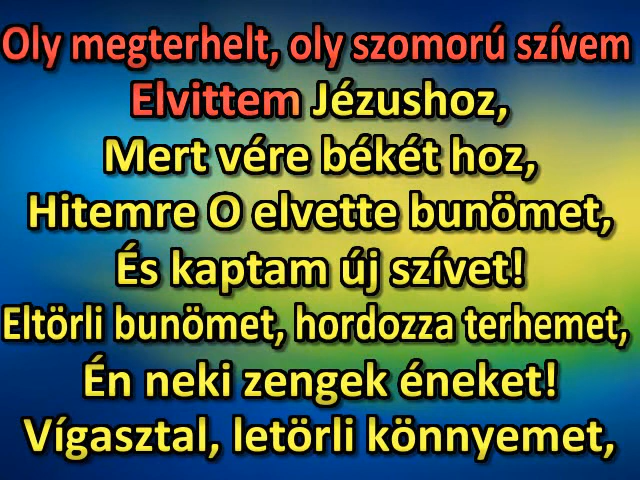 Oly megterhelt, oly szomorú szívem
Elvittem Jézushoz,
Mert vére békét hoz,
Hitemre O elvette bunömet,
És kaptam új szívet!
Eltörli bunömet, hordozza terhemet,
Én neki zengek éneket!
Vígasztal, letörli könnyemet,